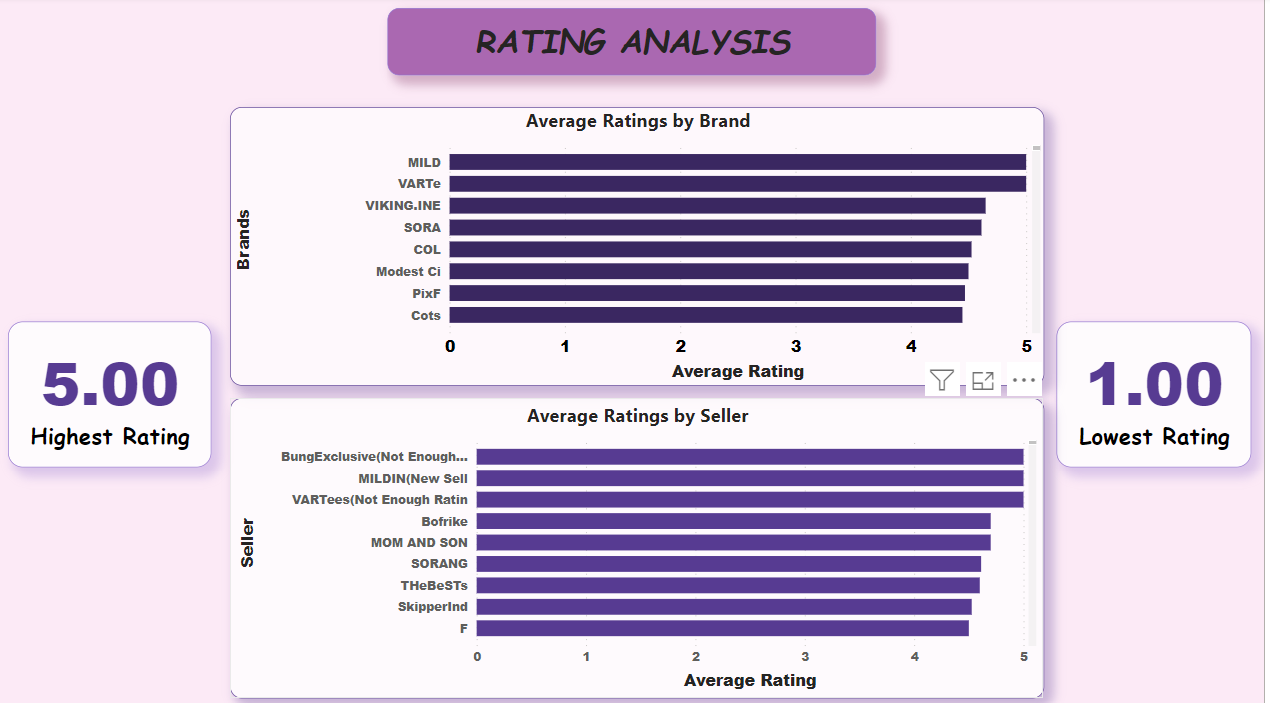 RATING ANALYSIS
Average Ratings by Brand
Brands
MILD
VARTe
VIKING.INE
SORA
COL
Modest Ci
PixF
Cots
0 1 2 3 4 5
Average Rating
5.00
Highest Rating
1.00
Lowest Rating
Average Ratings by Seller
Seller
BungExclusive(Not Enough...
MILDIN(New Sell
VARTees(Not Enough Ratin
Bofrike
MOM AND SON
SORANG
THeBeSTs
SkipperInd
F
0 1 2 3 4 5
Average Rating